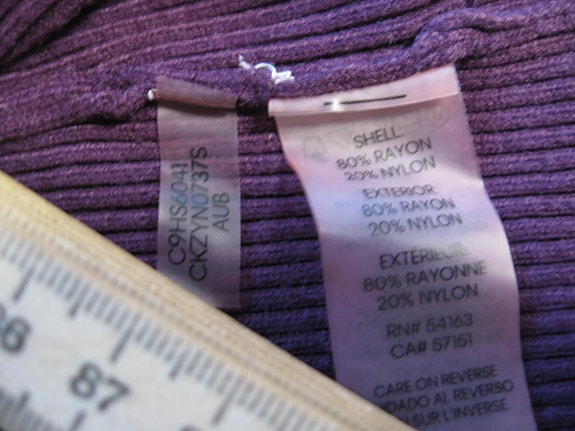 C9HS6041
CKZYN0737S
AUB
SHELL
80% RAYON
20% NYLON
EXTERIOR
80% RAYON
20% NYLON
EXTÉRIEUR
80% RAYONNE
20% NYLON
RN# 54163
CA# 57151
CARE ON REVERSE
DADO AL REVERSO
SUR L'INVERSE
86
87